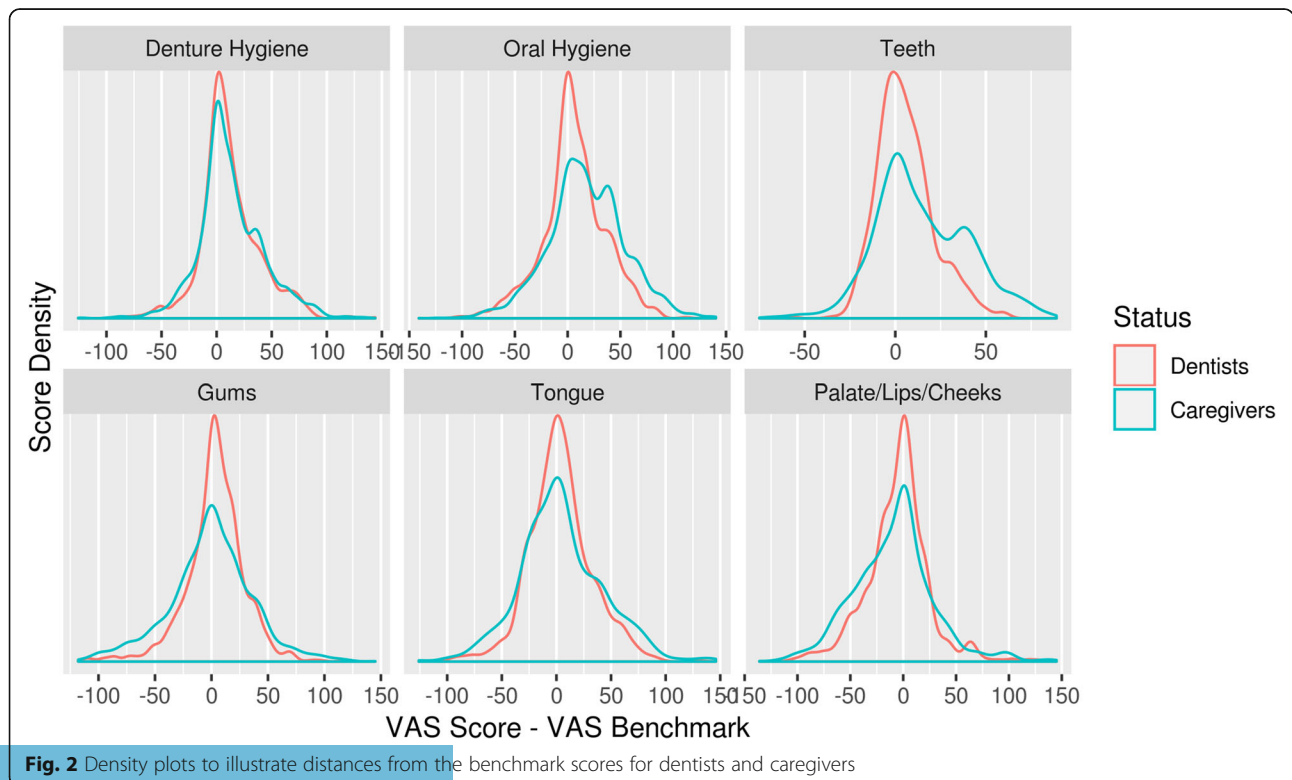 Denture Hygiene Oral Hygiene Teeth
-100 -50 0 50 100 150 -150 -100 -50 0 50 100 150 -50 0 50
Score Density
Gums Tongue Palate/Lips/Cheeks
-100 -50 0 50 100 150 -100 -50 0 50 100 150 -150 -100 -50 0 50 100 150
VAS Score - VAS Benchmark
Status
Dentists
Caregivers
Fig. 2 Density plots to illustrate distances from the benchmark scores for dentists and caregivers